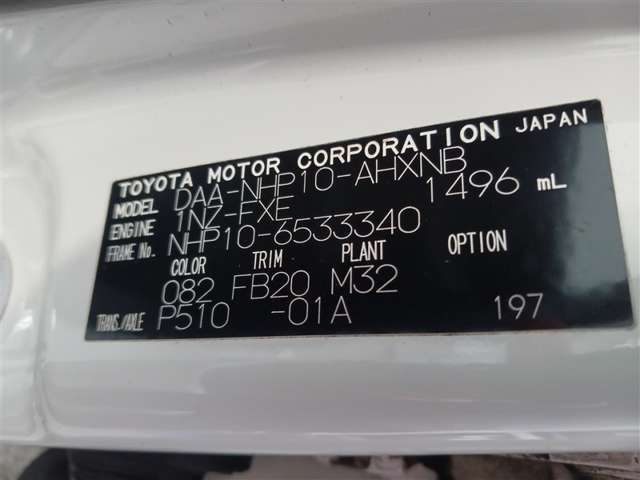 TOYOTA MOTOR CORPORATION JAPAN
MODEL DAA-NHP10-AHXNB
ENGINE 1NZ-FXE 1496 mL
FRAME No. NHP10-6533340
COLOR TRIM PLANT OPTION
082 FB20 M32
TRANS./AXLE P510 -01A 197